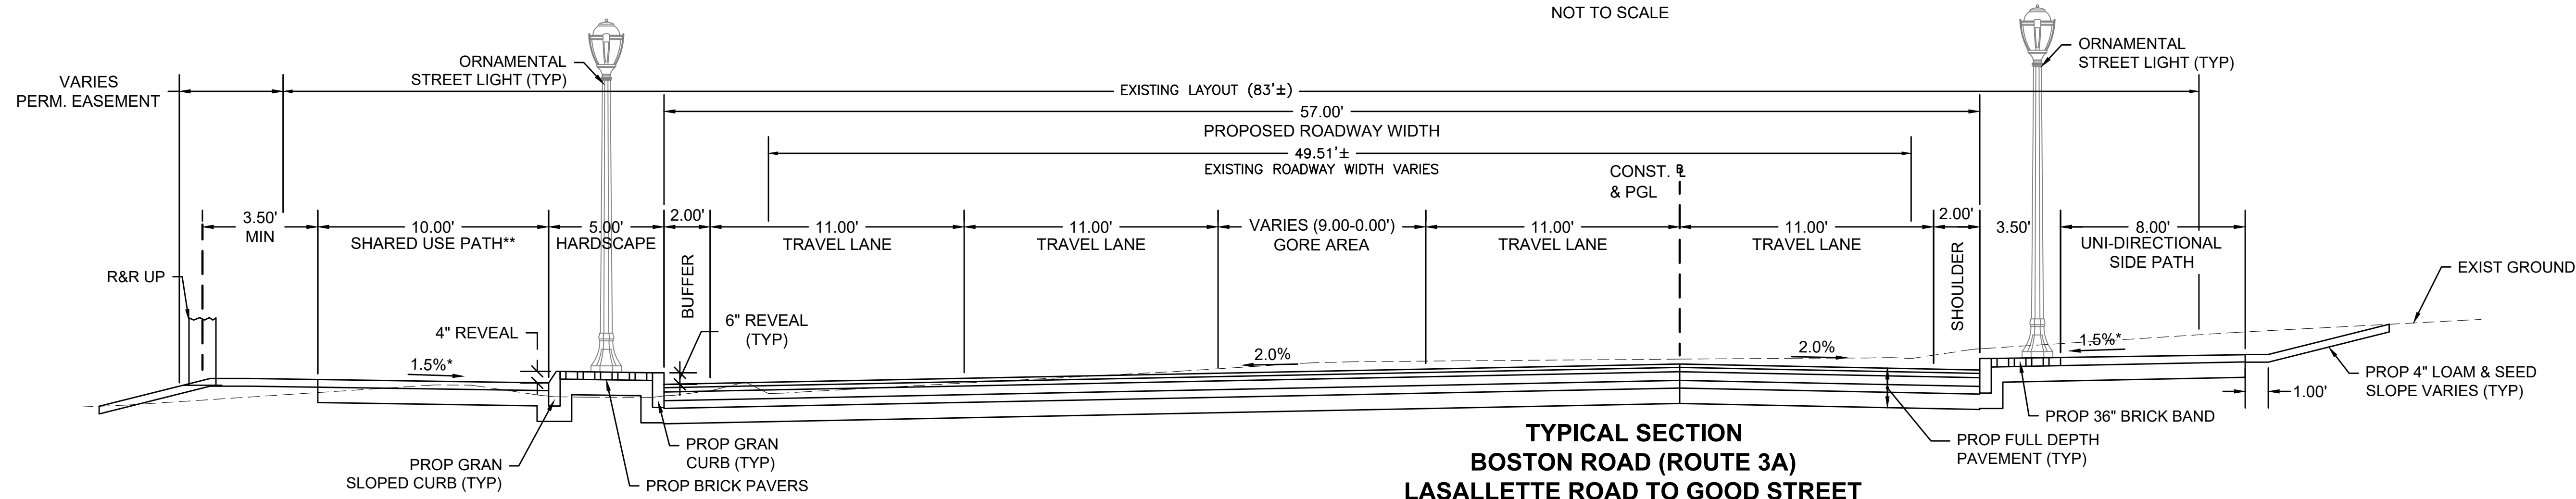 NOT TO SCALE
ORNAMENTAL
STREET LIGHT (TYP)
ORNAMENTAL
STREET LIGHT (TYP)
VARIES
PERM. EASEMENT
EXISTING LAYOUT (83'±)
57.00'
PROPOSED ROADWAY WIDTH
49.51'±
EXISTING ROADWAY WIDTH VARIES
CONST. B
& PGL
3.50'
MIN
10.00'
SHARED USE PATH**
5.00'
HARDSCAPE
2.00'
BUFFER
11.00'
TRAVEL LANE
11.00'
TRAVEL LANE
VARIES (9.00-0.00')
GORE AREA
11.00'
TRAVEL LANE
11.00'
TRAVEL LANE
2.00'
SHOULDER
3.50'
8.00'
UNI-DIRECTIONAL
SIDE PATH
R&R UP
EXIST GROUND
4" REVEAL
6" REVEAL
(TYP)
1.5%*
2.0%
2.0%
1.5%*
PROP 4" LOAM & SEED
SLOPE VARIES (TYP)
1.00'
PROP 36" BRICK BAND
PROP FULL DEPTH
PAVEMENT (TYP)
PROP GRAN
CURB (TYP)
PROP GRAN
SLOPED CURB (TYP)
PROP BRICK PAVERS
TYPICAL SECTION
BOSTON ROAD (ROUTE 3A)
LASALLETTE ROAD TO GOOD STREET